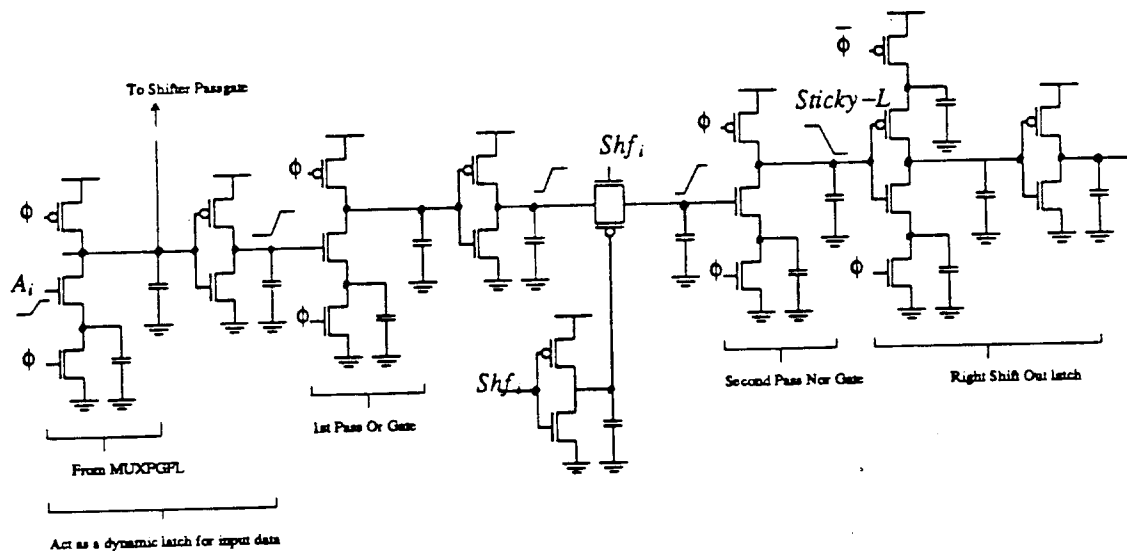 To Shifter Passgate
ϕ
A_i
ϕ
ϕ
ϕ
Shf_i
Shf_i
ϕ
Sticky-L
ϕ
ϕ̄
ϕ
From MUXPGPL
Act as a dynamic latch for input data
1st Pass Or Gate
Second Pass Nor Gate
Right Shift Out latch